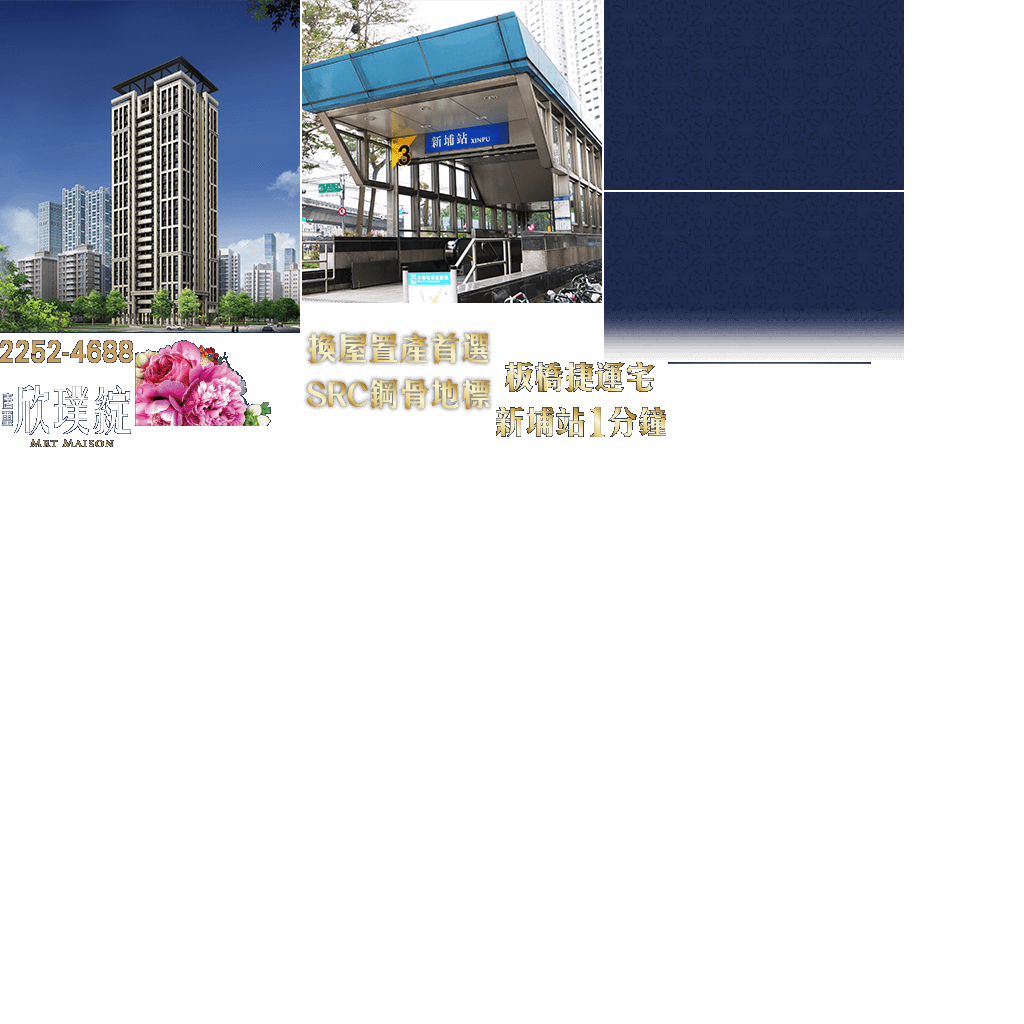 新埔站 XINPU
3
2252-4688
欣璞綻
MET MAISON
換屋置產首選
SRC鋼骨地標
板橋捷運宅
新埔站1分鐘